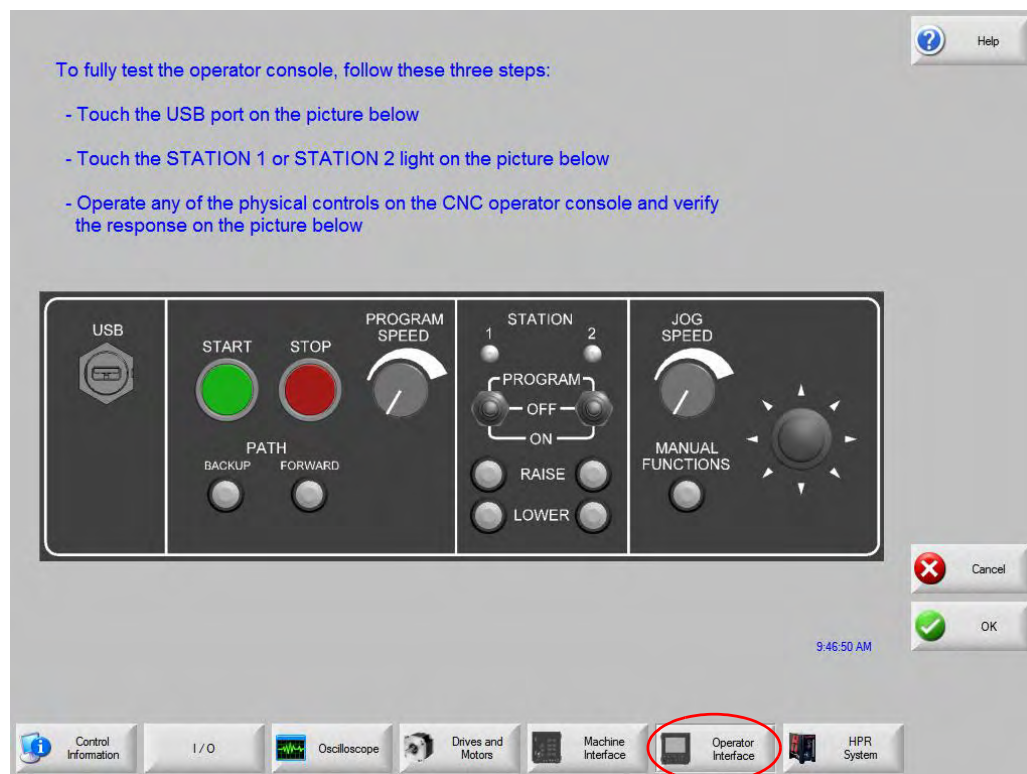 Help
To fully test the operator console, follow these three steps:
- Touch the USB port on the picture below
- Touch the STATION 1 or STATION 2 light on the picture below
- Operate any of the physical controls on the CNC operator console and verify
the response on the picture below
USB
START
STOP
PROGRAM
SPEED
PATH
BACKUP
FORWARD
STATION
1
2
PROGRAM
OFF
ON
RAISE
LOWER
JOG
SPEED
MANUAL
FUNCTIONS
Cancel
OK
9:46:50 AM
Control
Information
I / O
Oscilloscope
Drives and
Motors
Machine
Interface
Operator
Interface
HPR
System